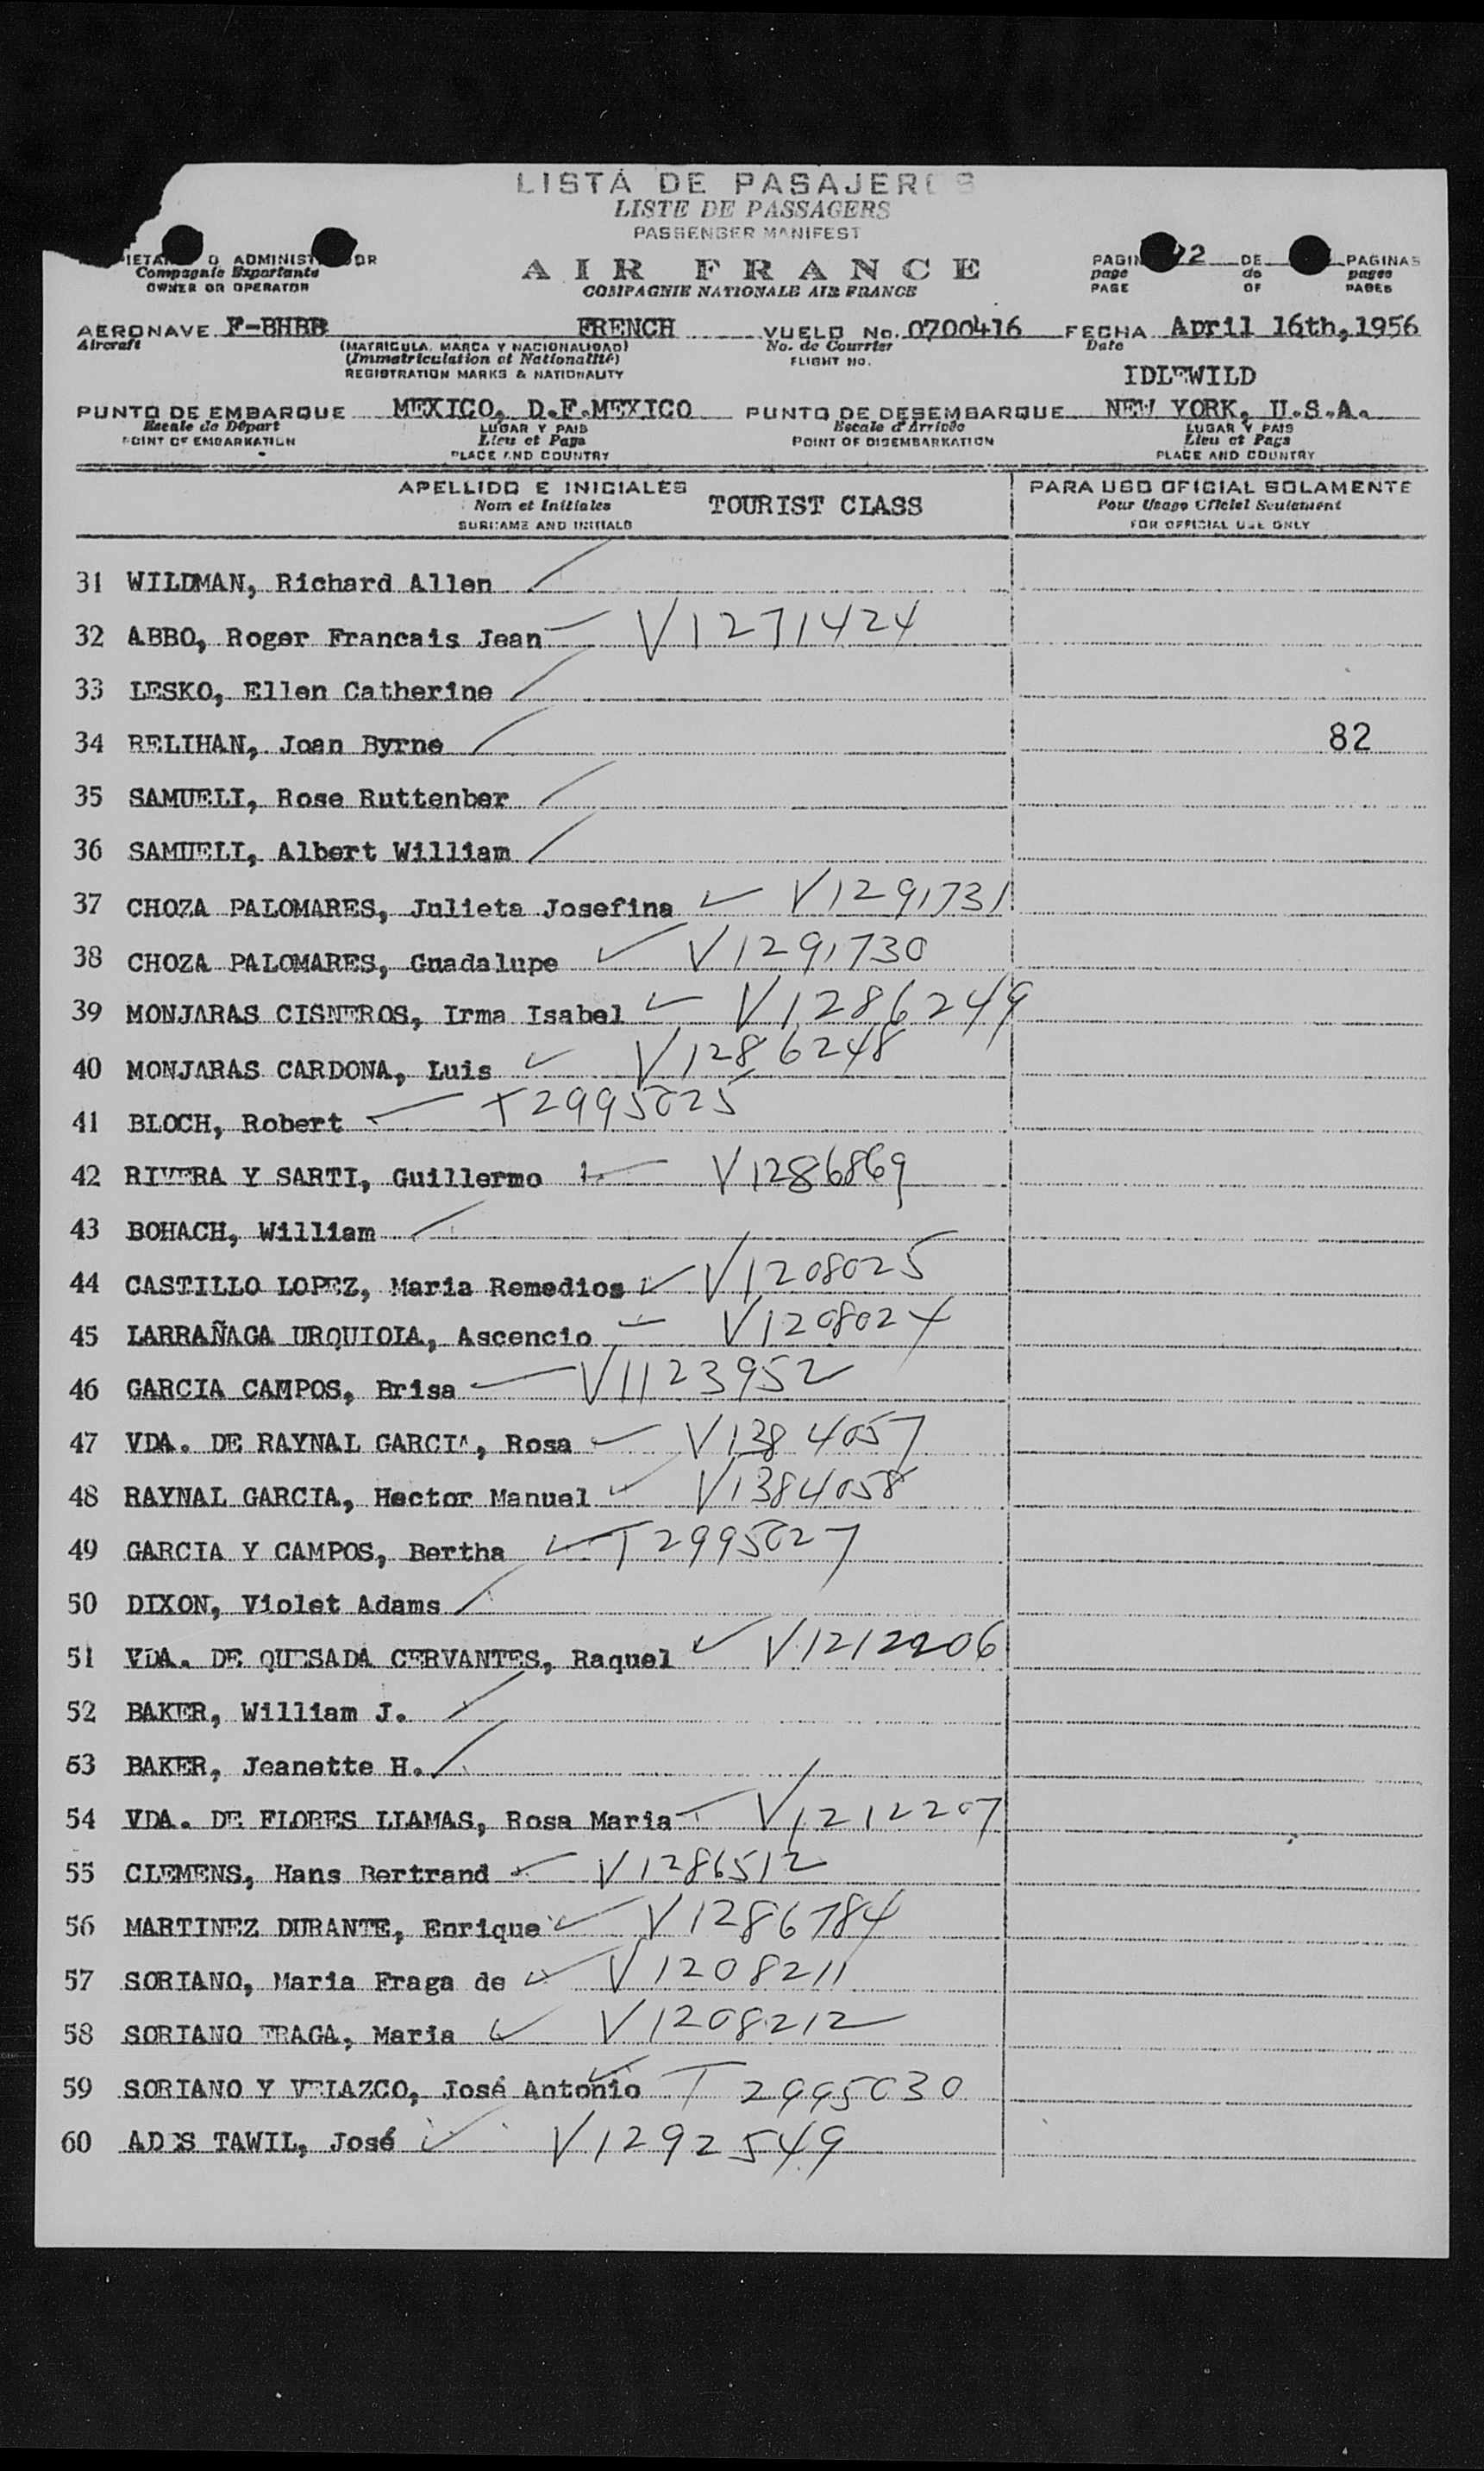 LISTA DE PASAJEROS
LISTE DE PASSAGERS
PASSENGER MANIFEST
AIR FRANCE
COMPAGNIE NATIONALE AIR FRANCE
O ADMINIS
Compagnie Exportante
OWNER OR OPERATOR
PAGIN 2 DE PAGINAS
page de pages
PAGE OF PAGES
AERONAVE F-BHBB FRENCH VUELO No. 0700416 FECHA April 16th, 1956
Aircraft (MATRICULA, MARCA Y NACIONALIDAD) No. de Courrier Date
(Immatriculation et Nationalité) FLIGHT NO.
REGISTRATION MARKS & NATIONALITY
IDLEWILD
PUNTO DE EMBARQUE MEXICO, D.F.MEXICO PUNTO DE DESEMBARQUE NEW YORK, U.S.A.
Escale de Départ LUGAR Y PAIS Escale d'Arrivée LUGAR Y PAIS
POINT OF EMBARKATION Lieu et Pays POINT OF DISEMBARKATION Lieu et Pays
PLACE AND COUNTRY PLACE AND COUNTRY
APELLIDO E INICIALES TOURIST CLASS PARA USO OFICIAL SOLAMENTE
Nom et Initiales Pour Usage Officiel Seulement
SURNAME AND INITIALS FOR OFFICIAL USE ONLY
31 WILDMAN, Richard Allen
32 ABBO, Roger Francais Jean V1271424
33 LESKO, Ellen Catherine
34 RELIHAN, Joan Byrne 82
35 SAMUELI, Rose Ruttenber
36 SAMUELI, Albert William
37 CHOZA PALOMARES, Julieta Josefina V1291731
38 CHOZA PALOMARES, Guadalupe V1291730
39 MONJARAS CISNEROS, Irma Isabel V1286249
40 MONJARAS CARDONA, Luis V1286248
41 BLOCH, Robert T2995025
42 RIVERA Y SARTI, Guillermo V1286869
43 BOHACH, William
44 CASTILLO LOPEZ, Maria Remedios V1208025
45 LARRAÑAGA URQUIOLA, Ascencio V1208024
46 GARCIA CAMPOS, Brisa V1123952
47 VDA. DE RAYNAL GARCIA, Rosa V1384057
48 RAYNAL GARCIA, Hector Manuel V1384058
49 GARCIA Y CAMPOS, Bertha T2995027
50 DIXON, Violet Adams
51 VDA. DE QUESADA CERVANTES, Raquel V1212206
52 BAKER, William J.
53 BAKER, Jeanette H.
54 VDA. DE FLORES LLAMAS, Rosa Maria V1212207
55 CLEMENS, Hans Bertrand V1286512
56 MARTINEZ DURANTE, Enrique V1286784
57 SORIANO, Maria Fraga de V1208211
58 SORIANO FRAGA, Maria V1208212
59 SORIANO Y VELAZCO, José Antonio T2995030
60 ADES TAWIL, José V1292549